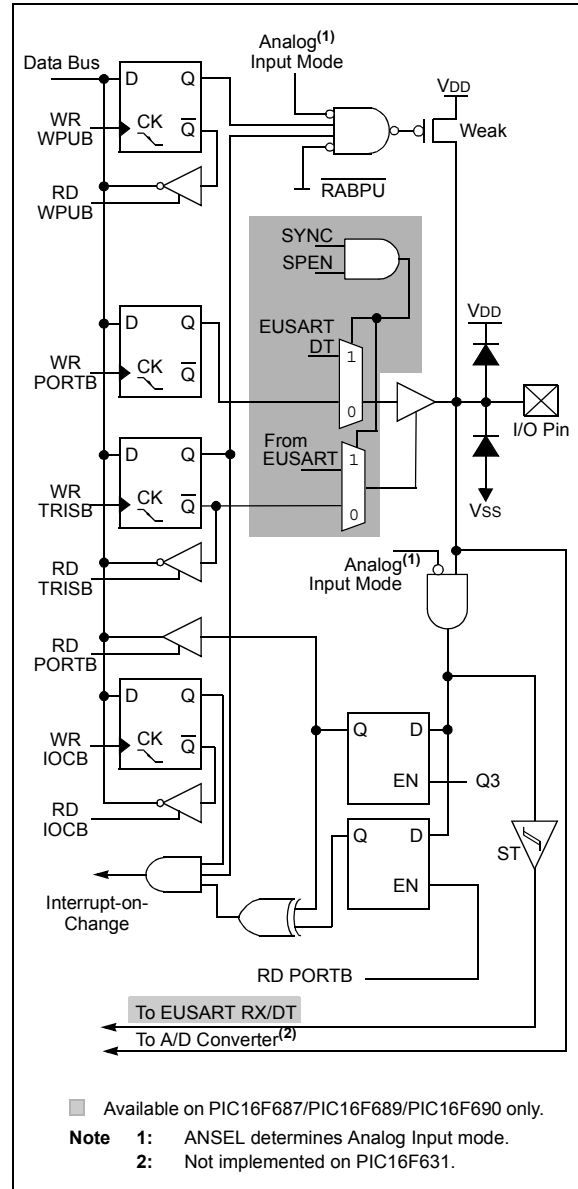 Analog(1)
Input Mode
Data Bus
VDD
D Q
WR
WPUB
CK
Q
Weak
RD
WPUB
RABPU
SYNC
SPEN
EUSART
DT
1
0
VDD
D Q
WR
PORTB
CK
Q
I/O Pin
From
EUSART
1
0
D Q
WR
TRISB
CK
Q
VSS
RD
TRISB
Analog(1)
Input Mode
RD
PORTB
D Q
WR
IOCB
CK
Q
Q D
EN
Q3
RD
IOCB
ST
Q D
EN
Interrupt-on-
Change
RD PORTB
To EUSART RX/DT
To A/D Converter(2)
Available on PIC16F687/PIC16F689/PIC16F690 only.
Note 1: ANSEL determines Analog Input mode.
2: Not implemented on PIC16F631.